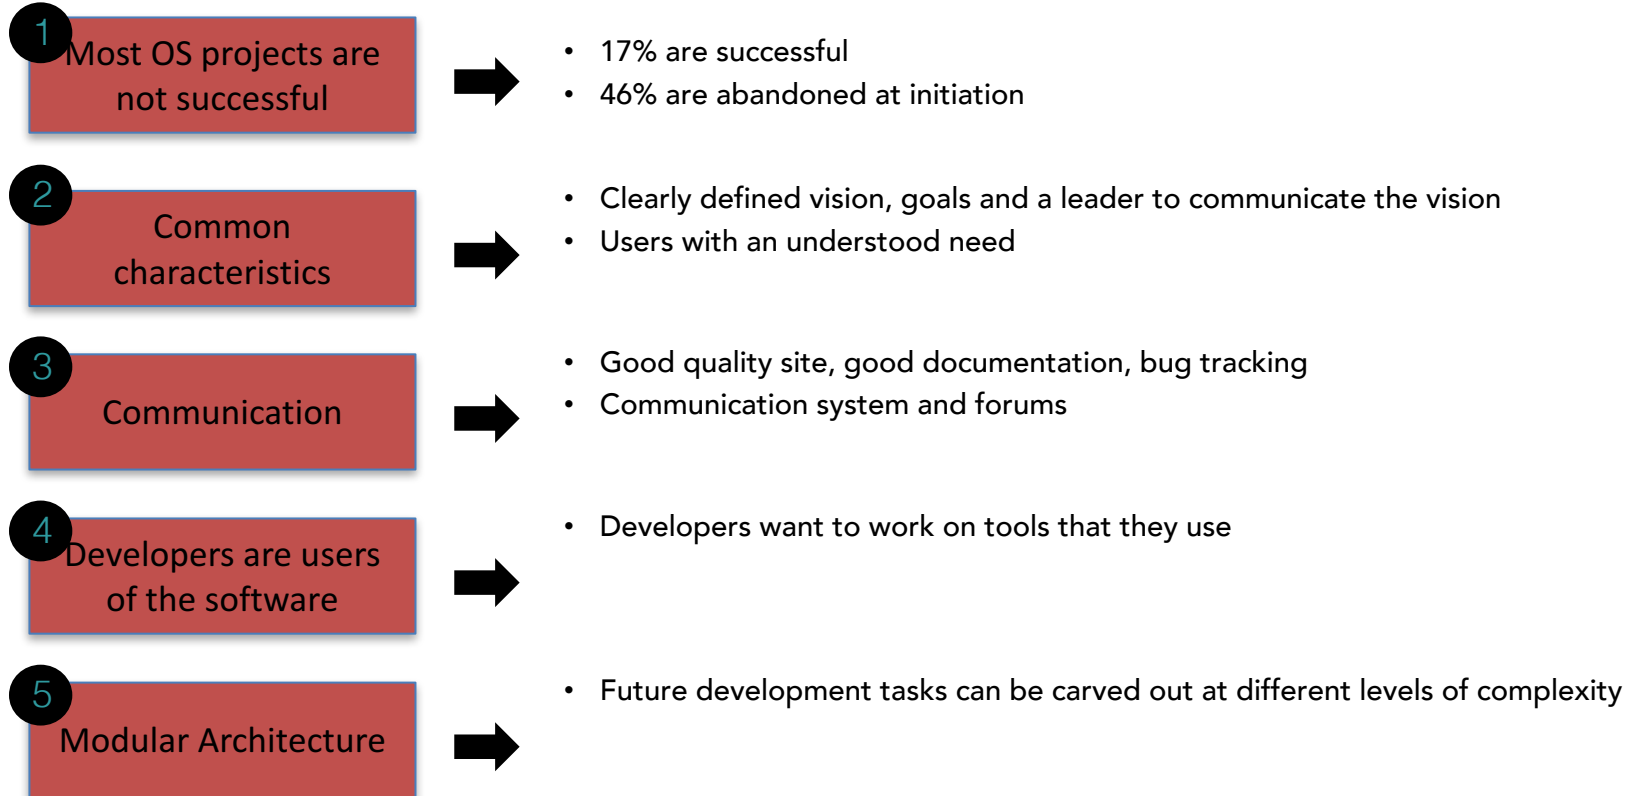 1
Most OS projects are
not successful
• 17% are successful
• 46% are abandoned at initiation
2
Common
characteristics
• Clearly defined vision, goals and a leader to communicate the vision
• Users with an understood need
3
Communication
• Good quality site, good documentation, bug tracking
• Communication system and forums
4
Developers are users
of the software
• Developers want to work on tools that they use
5
Modular Architecture
• Future development tasks can be carved out at different levels of complexity